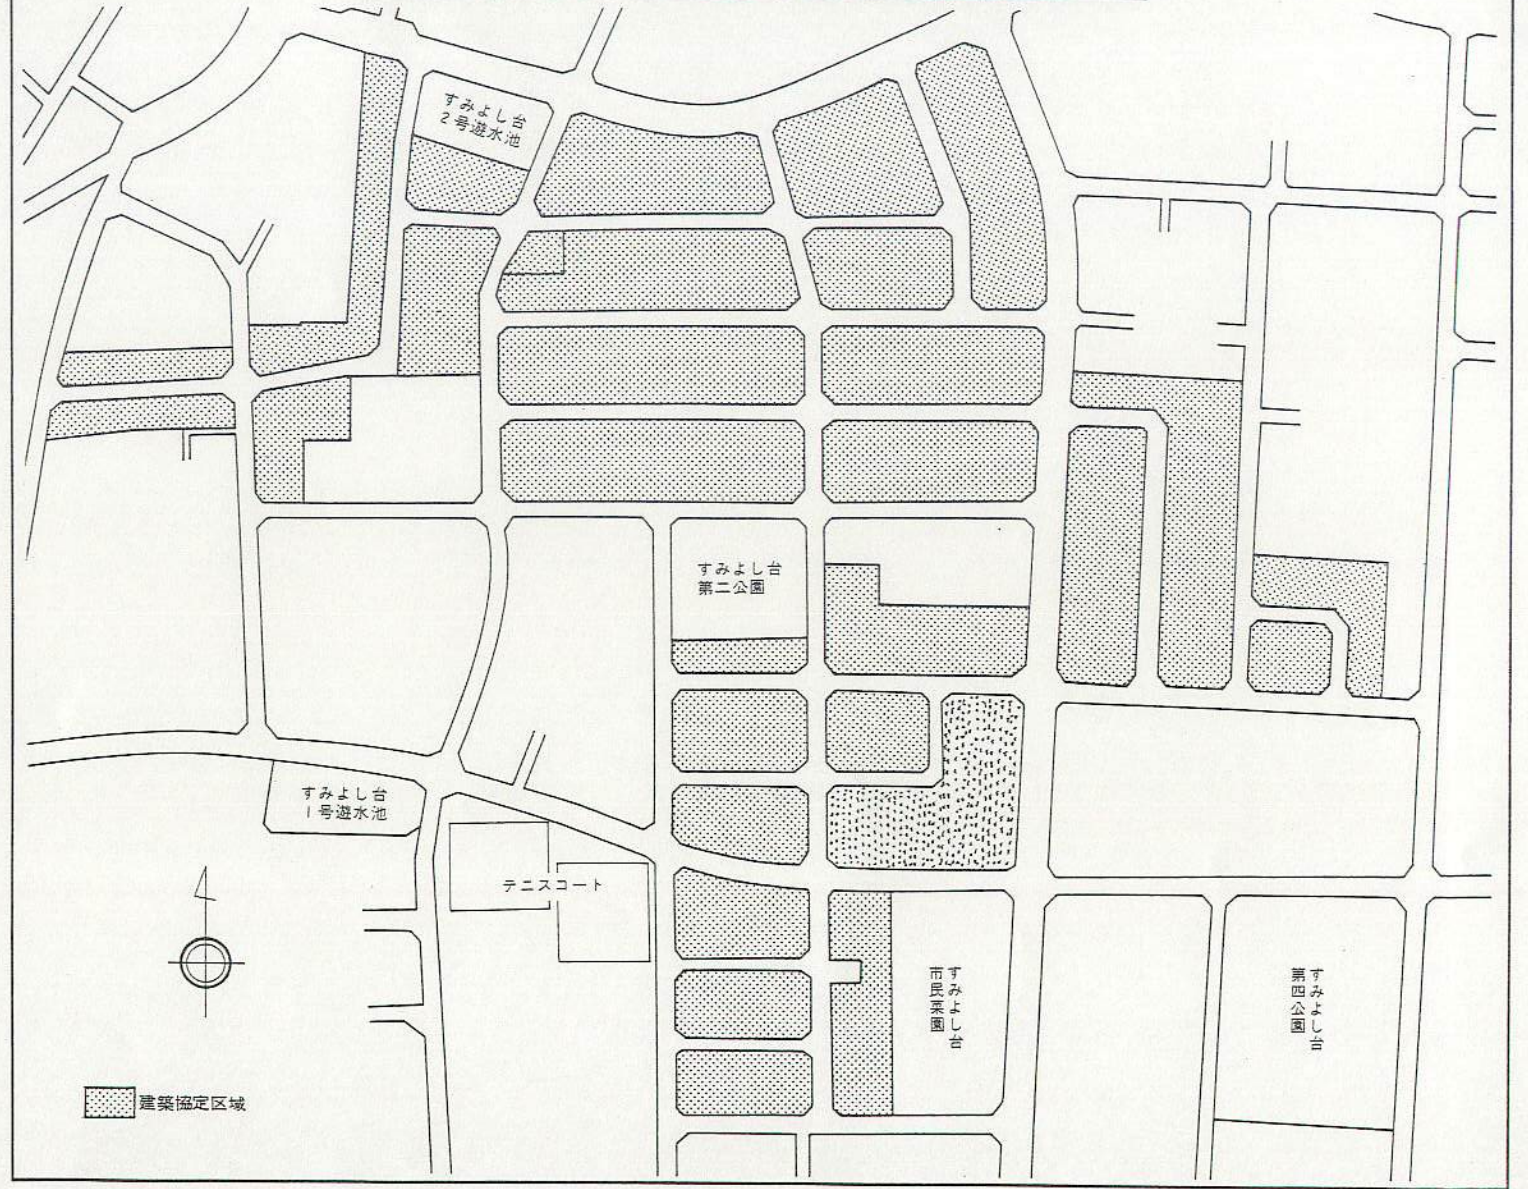 すみよし台
2号遊水池
すみよし台
第二公園
すみよし台
1号遊水池
テニスコート
すみよし台
市民菜園
すみよし台
第四公園
建築協定区域